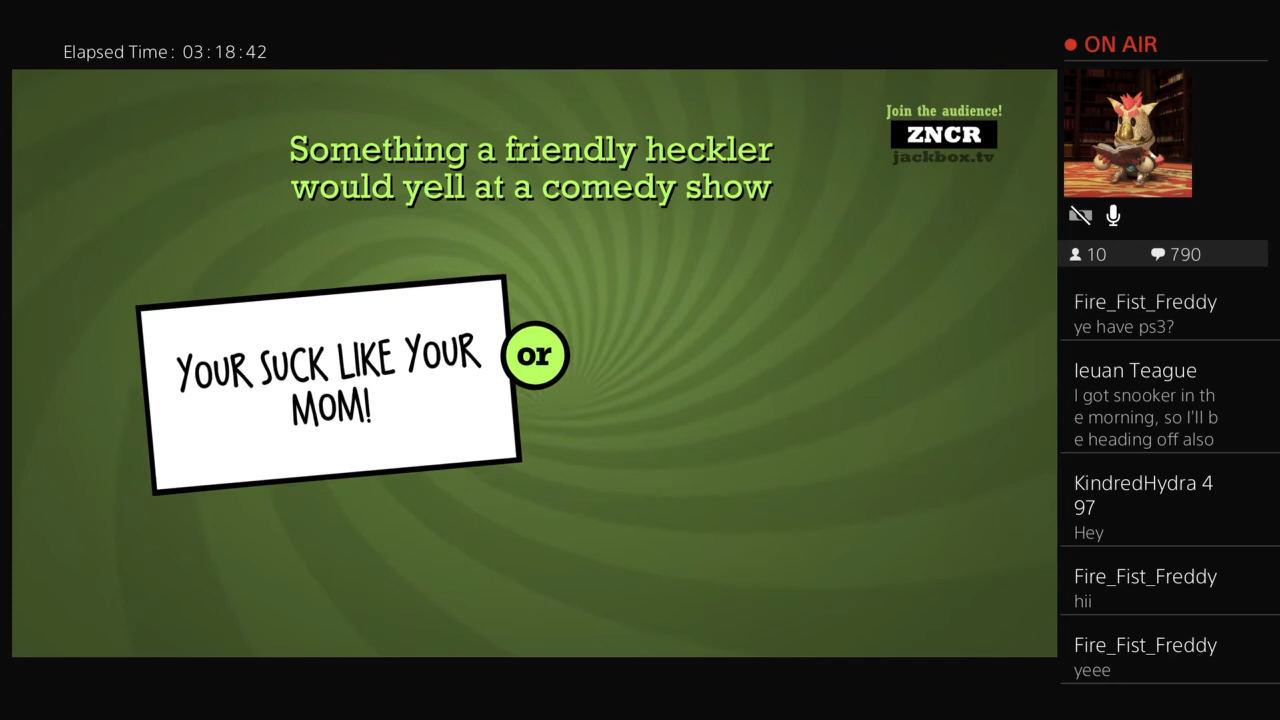 Elapsed Time: 03:18:42
ON AIR
Join the audience!
ZNCR
jackbox.tv
Something a friendly heckler
would yell at a comedy show
YOUR SUCK LIKE YOUR
MOM!
or
10 790
Fire_Fist_Freddy
ye have ps3?
Ieuan Teague
I got snooker in th
e morning, so I'll b
e heading off also
KindredHydra 4
97
Hey
Fire_Fist_Freddy
hii
Fire_Fist_Freddy
yeee